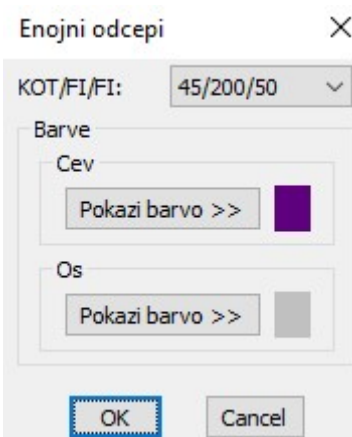 Enojni odcepi
KOT/FI/FI: 45/200/50
Barve
Cev
Pokazi barvo >>
Os
Pokazi barvo >>
OK Cancel